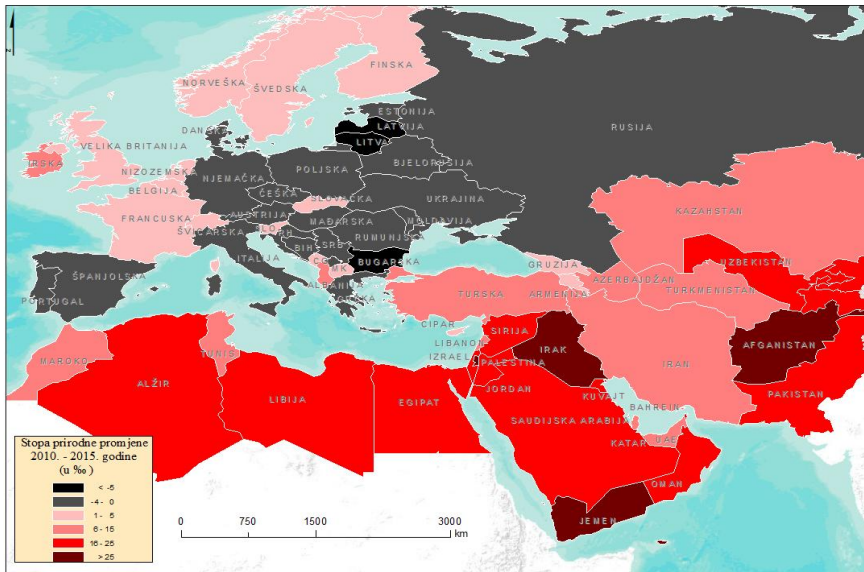 FINSKA
NORVEŠKA
ŠVEDSKA
ESTONIJA
DANSKA
LATVIJA
RUSIJA
LITVA
VELIKA BRITANIJA
IRSKA
BJELORUSIJA
NIZOZEMSKA
POLJSKA
NJEMAČKA
BELGIJA
ČEŠKA
UKRAJINA
SLOVAČKA
KAZAHSTAN
FRANCUSKA
AUSTRIJA
MAĐARSKA
MOLDAVIJA
ŠVICARSKA
SLO
RH
RUMUNJSKA
BIH
SRB
ITALIJA
BUGARSKA
CG
MK
GRUZIJA
UZBEKISTAN
ŠPANJOLSKA
ALBANIJA
AZERBAJDŽAN
PORTUGAL
GRČKA
TURSKA
ARMENIJA
TURKMENISTAN
CIPAR
SIRIJA
LIBANON
AFGANISTAN
MAROKO
TUNIS
IZRAEL
PALESTINA
IRAK
IRAN
ALŽIR
JORDAN
PAKISTAN
LIBIJA
EGIPAT
KUVAJT
BAHREIN
SAUDIJSKA ARABIJA
KATAR
UAE
OMAN
JEMEN
Stopa prirodne promjene
2010. - 2015. godine
(u ‰ )
< -5
-4 - 0
1 - 5
6 - 15
16 - 25
> 25
0 750 1500 3000
km